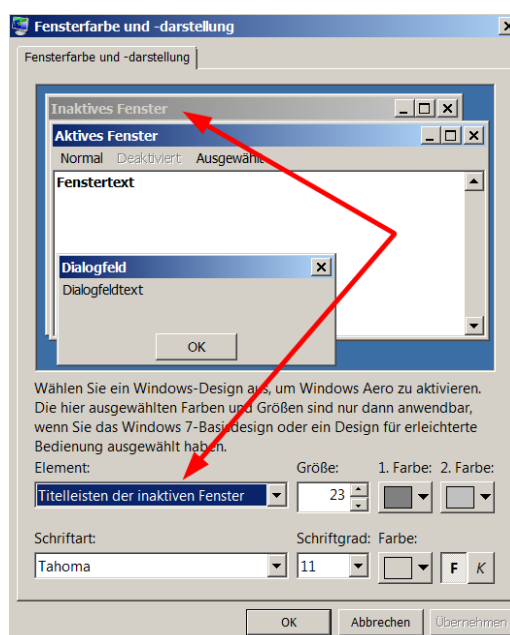 Fensterfarbe und -darstellung
Fensterfarbe und -darstellung
Inaktives Fenster
Aktives Fenster
Normal Deaktiviert Ausgewählt
Fenstertext
Dialogfeld
Dialogfeldtext
OK
Wählen Sie ein Windows-Design aus, um Windows Aero zu aktivieren.
Die hier ausgewählten Farben und Größen sind nur dann anwendbar,
wenn Sie das Windows 7-Basisdesign oder ein Design für erleichterte
Bedienung ausgewählt haben.
Element: Größe: 1. Farbe: 2. Farbe:
Titelleisten der inaktiven Fenster 23
Schriftart: Schriftgrad: Farbe:
Tahoma 11 F K
OK Abbrechen Übernehmen